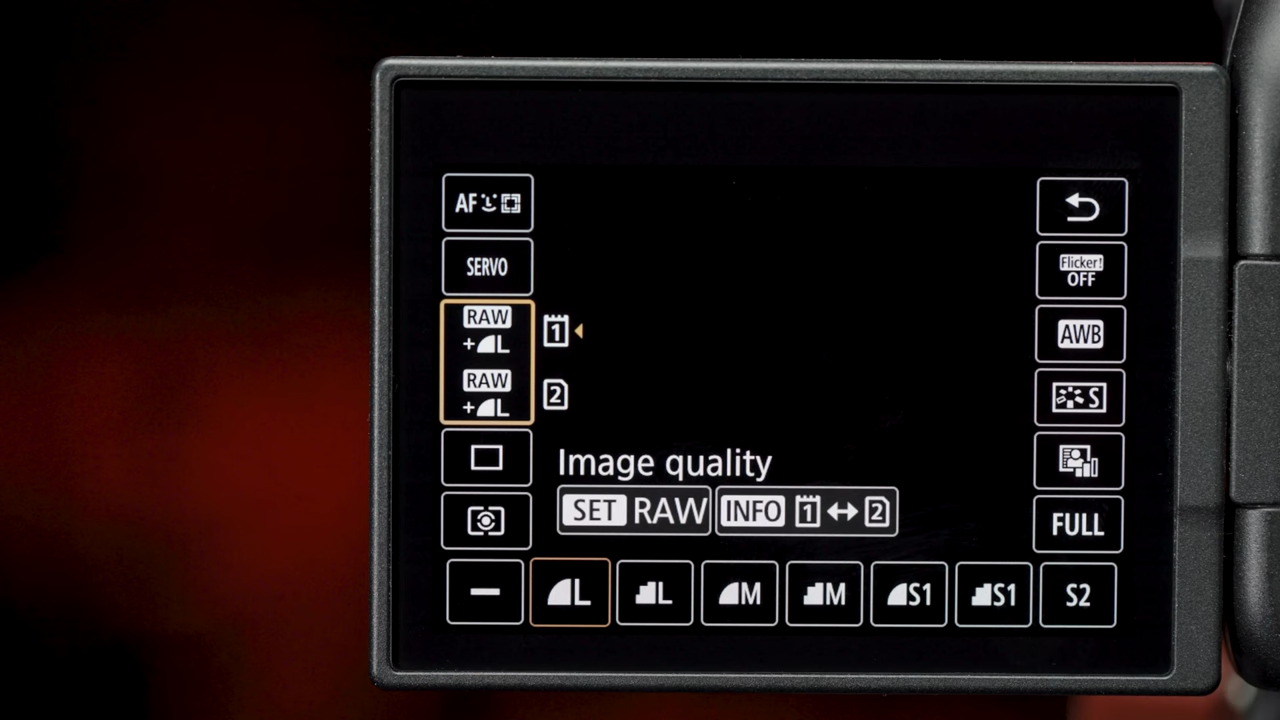 AF
SERVO
RAW
+L 1
RAW
+L 2
Image quality
SET RAW INFO 1 2
Flicker!
OFF
AWB
S
FULL
L L M M S1 S1 S2